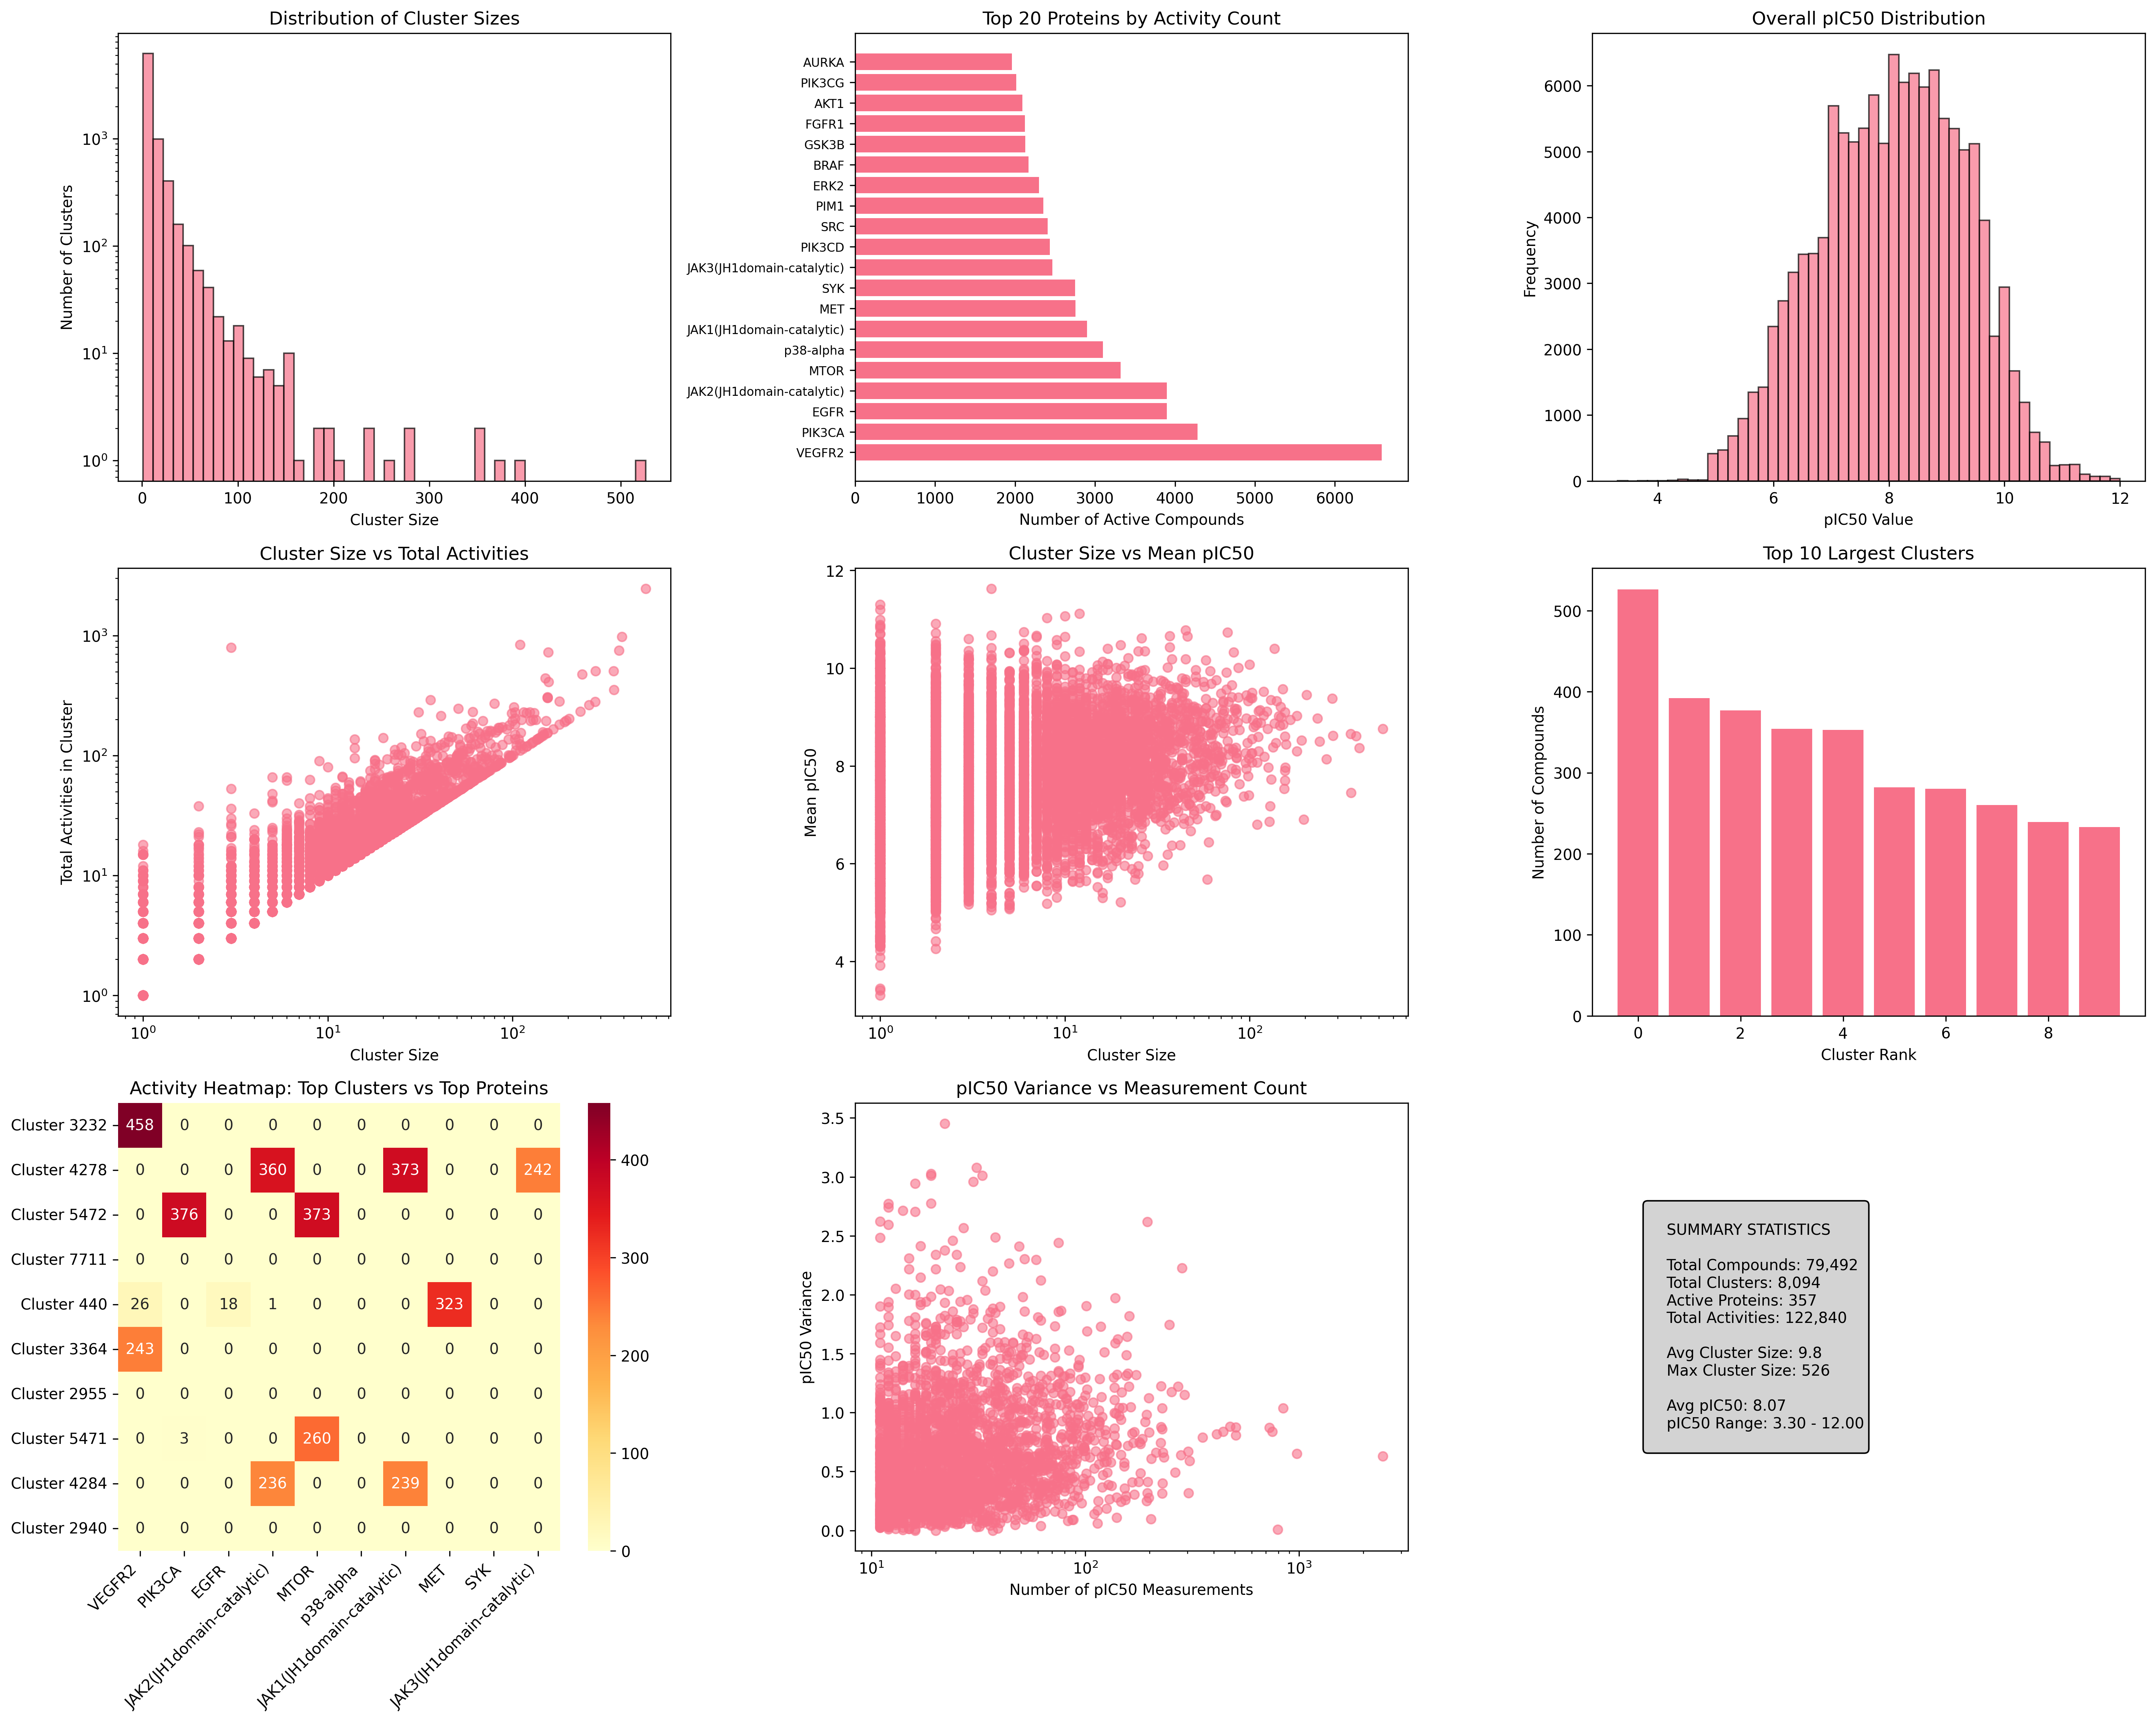 Distribution of Cluster Sizes
Number of Clusters
10³
10²
10¹
10⁰
0 100 200 300 400 500
Cluster Size
Top 20 Proteins by Activity Count
AURKA
PIK3CG
AKT1
FGFR1
GSK3B
BRAF
ERK2
PIM1
SRC
PIK3CD
JAK3(JH1domain-catalytic)
SYK
MET
JAK1(JH1domain-catalytic)
p38-alpha
MTOR
JAK2(JH1domain-catalytic)
EGFR
PIK3CA
VEGFR2
0 1000 2000 3000 4000 5000 6000
Number of Active Compounds
Overall pIC50 Distribution
Frequency
6000
5000
4000
3000
2000
1000
0
4 6 8 10 12
pIC50 Value
Cluster Size vs Total Activities
Total Activities in Cluster
10³
10²
10¹
10⁰
10⁰ 10¹ 10²
Cluster Size
Cluster Size vs Mean pIC50
Mean pIC50
12
10
8
6
4
10⁰ 10¹ 10²
Cluster Size
Top 10 Largest Clusters
Number of Compounds
500
400
300
200
100
0
0 2 4 6 8
Cluster Rank
Activity Heatmap: Top Clusters vs Top Proteins
Cluster 3232 458 0 0 0 0 0 0 0 0 0
Cluster 4278 0 0 0 360 0 0 373 0 0 242
Cluster 5472 0 376 0 0 373 0 0 0 0 0
Cluster 7711 0 0 0 0 0 0 0 0 0 0
Cluster 440 26 0 18 1 0 0 0 323 0 0
Cluster 3364 243 0 0 0 0 0 0 0 0 0
Cluster 2955 0 0 0 0 0 0 0 0 0 0
Cluster 5471 0 3 0 0 260 0 0 0 0 0
Cluster 4284 0 0 0 236 0 0 239 0 0 0
Cluster 2940 0 0 0 0 0 0 0 0 0 0
VEGFR2
PIK3CA
EGFR
JAK2(JH1domain-catalytic)
MTOR
p38-alpha
JAK1(JH1domain-catalytic)
MET
SYK
JAK3(JH1domain-catalytic)
400
300
200
100
0
pIC50 Variance vs Measurement Count
pIC50 Variance
3.5
3.0
2.5
2.0
1.5
1.0
0.5
0.0
10¹ 10² 10³
Number of pIC50 Measurements
SUMMARY STATISTICS
Total Compounds: 79,492
Total Clusters: 8,094
Active Proteins: 357
Total Activities: 122,840
Avg Cluster Size: 9.8
Max Cluster Size: 526
Avg pIC50: 8.07
pIC50 Range: 3.30 - 12.00